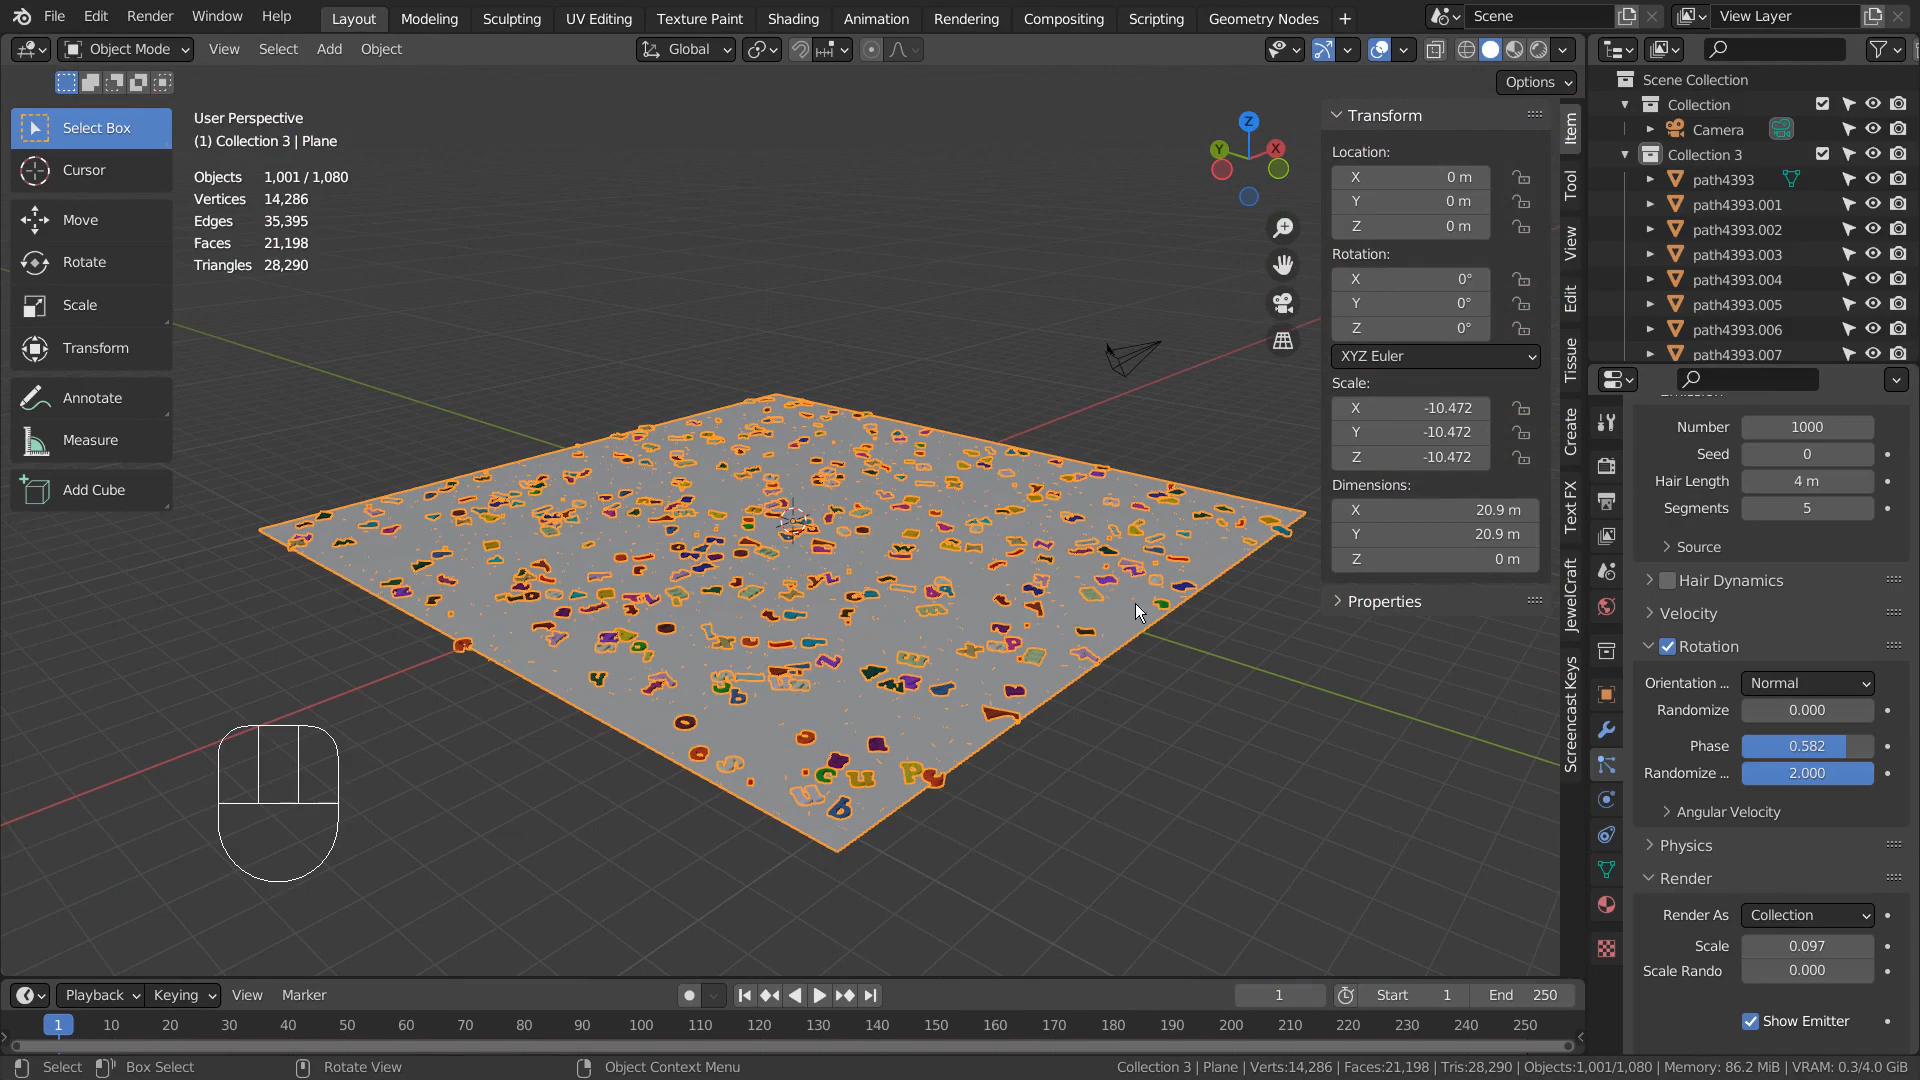 File Edit Render Window Help Layout Modeling Sculpting UV Editing Texture Paint Shading Animation Rendering Compositing Scripting Geometry Nodes + Scene View Layer
Object Mode View Select Add Object Global
Options
Select Box
Cursor
Move
Rotate
Scale
Transform
Annotate
Measure
Add Cube
User Perspective
(1) Collection 3 | Plane
Objects 1,001 / 1,080
Vertices 14,286
Edges 35,395
Faces 21,198
Triangles 28,290
Z
Y
X
Transform
Location:
X 0 m
Y 0 m
Z 0 m
Rotation:
X 0°
Y 0°
Z 0°
XYZ Euler
Scale:
X -10.472
Y -10.472
Z -10.472
Dimensions:
X 20.9 m
Y 20.9 m
Z 0 m
Properties
Item
Tool
View
Edit
Tissue
Create
Text FX
JewelCraft
Screencast Keys
Scene Collection
Collection
Camera
Collection 3
path4393
path4393.001
path4393.002
path4393.003
path4393.004
path4393.005
path4393.006
path4393.007
Number 1000
Seed 0
Hair Length 4 m
Segments 5
Source
Hair Dynamics
Velocity
Rotation
Orientation ... Normal
Randomize 0.000
Phase 0.582
Randomize ... 2.000
Angular Velocity
Physics
Render
Render As Collection
Scale 0.097
Scale Rando 0.000
Show Emitter
Playback Keying View Marker 1 Start 1 End 250
1 10 20 30 40 50 60 70 80 90 100 110 120 130 140 150 160 170 180 190 200 210 220 230 240 250
Select Box Select Rotate View Object Context Menu Collection 3 | Plane | Verts:14,286 | Faces:21,198 | Tris:28,290 | Objects:1,001/1,080 | Memory: 86.2 MiB | VRAM: 0.3/4.0 GiB